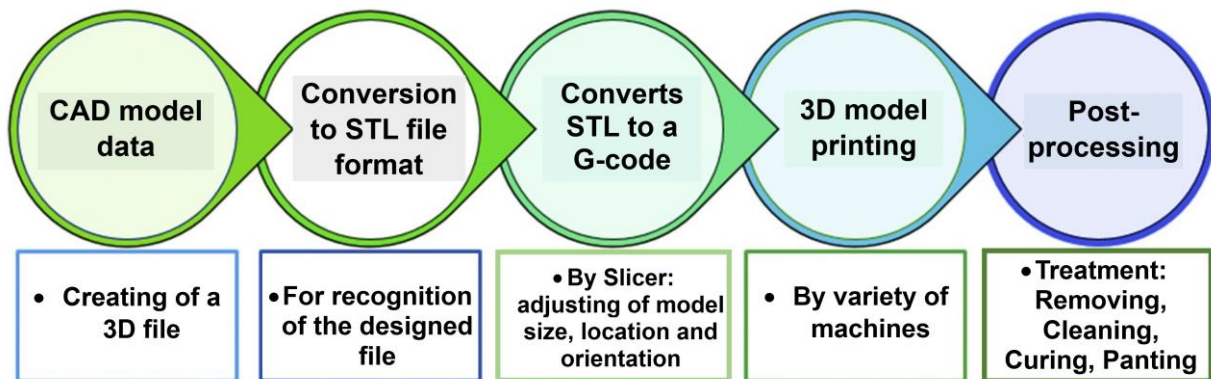 CAD model
data
Conversion
to STL file
format
Converts
STL to a
G-code
3D model
printing
Post-
processing
• Creating of a
3D file
•For recognition
of the designed
file
•By Slicer:
adjusting of model
size, location and
orientation
• By variety of
machines
•Treatment:
Removing,
Cleaning,
Curing, Panting